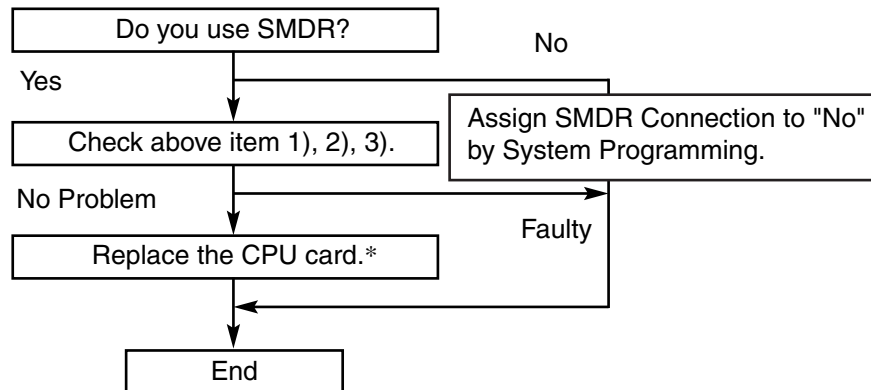 Do you use SMDR?
No
Yes
Assign SMDR Connection to "No"
by System Programming.
Check above item 1), 2), 3).
No Problem
Faulty
Replace the CPU card.*
End